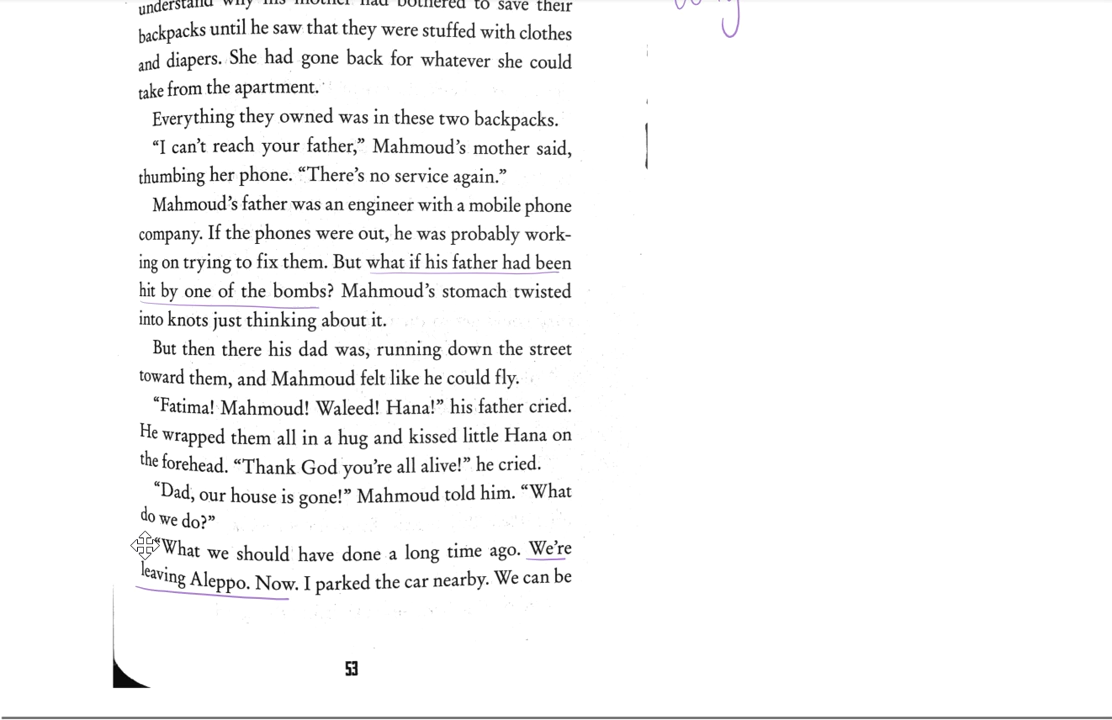 understand why his mother had bothered to save their
backpacks until he saw that they were stuffed with clothes
and diapers. She had gone back for whatever she could
take from the apartment.
Everything they owned was in these two backpacks.
“I can’t reach your father,” Mahmoud’s mother said,
thumbing her phone. “There’s no service again.”
Mahmoud’s father was an engineer with a mobile phone
company. If the phones were out, he was probably work-
ing on trying to fix them. But what if his father had been
hit by one of the bombs? Mahmoud’s stomach twisted
into knots just thinking about it.
But then there his dad was, running down the street
toward them, and Mahmoud felt like he could fly.
“Fatima! Mahmoud! Waleed! Hana!” his father cried.
He wrapped them all in a hug and kissed little Hana on
the forehead. “Thank God you’re all alive!” he cried.
“Dad, our house is gone!” Mahmoud told him. “What
do we do?”
“What we should have done a long time ago. We’re
leaving Aleppo. Now. I parked the car nearby. We can be
53